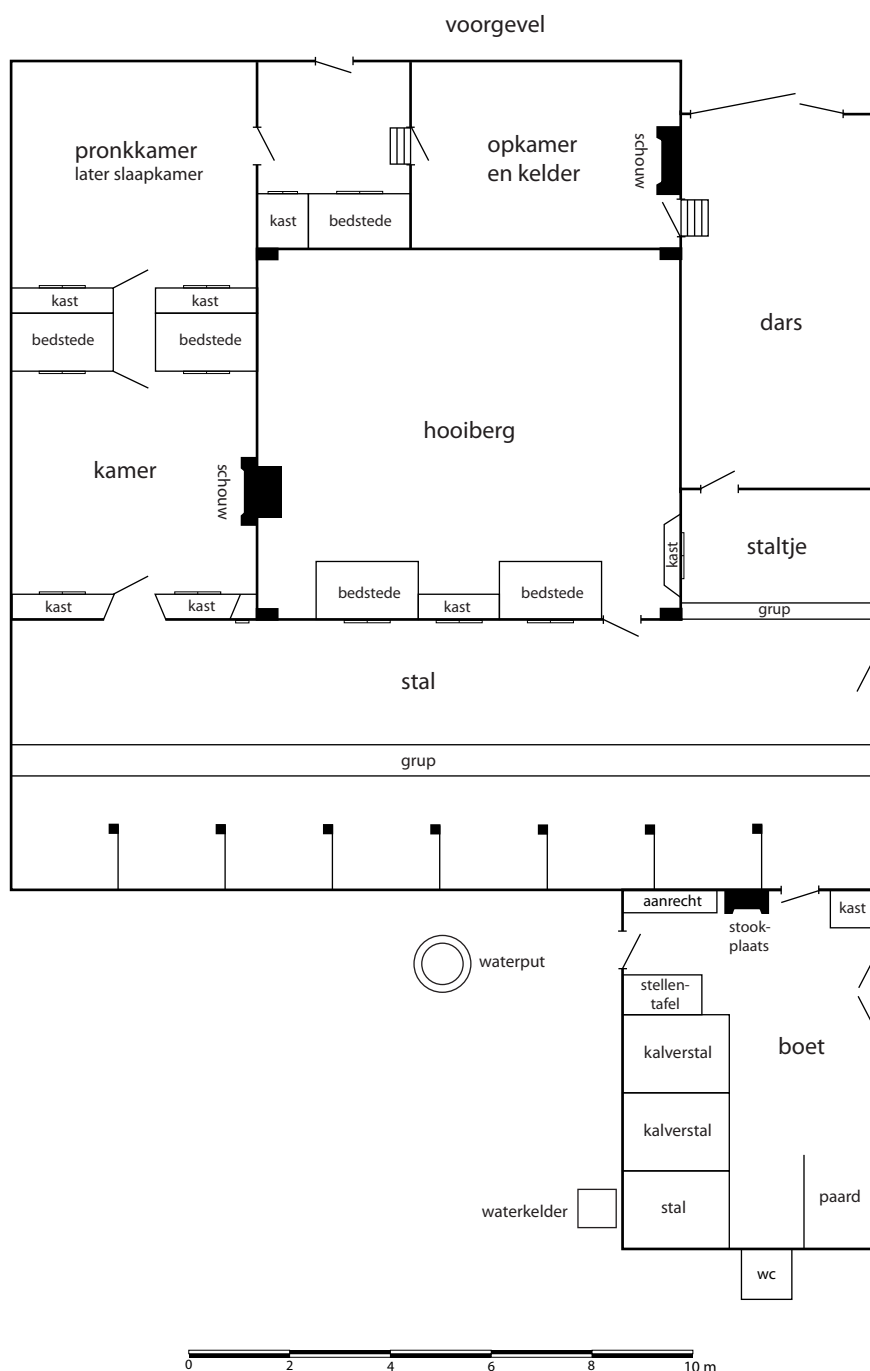 voorgevel
pronkkamer
later slaapkamer
opkamer
en kelder
schouw
kast
bedstede
kast
kast
bedstede
bedstede
dars
hooiberg
kamer
schouw
kast
staltje
bedstede
kast
bedstede
kast
kast
grup
stal
grup
aanrecht
kast
stook-
plaats
waterput
stellen-
tafel
kalverstal
boet
kalverstal
waterkelder
stal
paard
wc
0 2 4 6 8 10 m